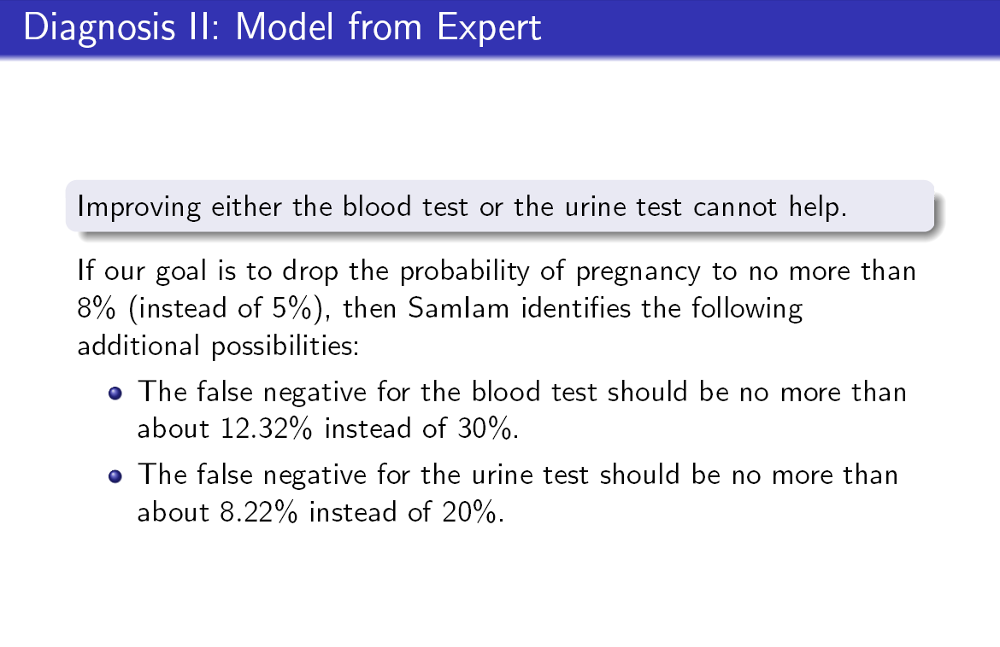 Diagnosis II: Model from Expert
Improving either the blood test or the urine test cannot help.
If our goal is to drop the probability of pregnancy to no more than
8% (instead of 5%), then SamIam identifies the following
additional possibilities:
The false negative for the blood test should be no more than
about 12.32% instead of 30%.
The false negative for the urine test should be no more than
about 8.22% instead of 20%.